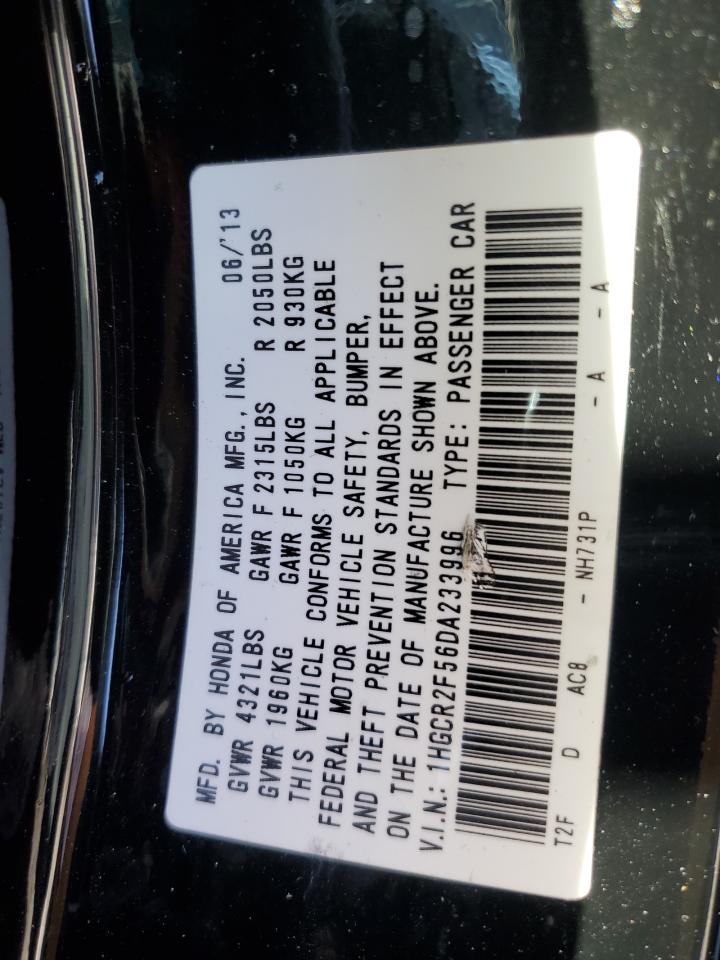 MFD. BY HONDA OF AMERICA MFG., INC. 06/'13
GVWR 4321LBS GAWR F 2315LBS R 2050LBS
GVWR 1960KG GAWR F 1050KG R 930KG
THIS VEHICLE CONFORMS TO ALL APPLICABLE
FEDERAL MOTOR VEHICLE SAFETY, BUMPER,
AND THEFT PREVENTION STANDARDS IN EFFECT
ON THE DATE OF MANUFACTURE SHOWN ABOVE.
V.I.N.: 1HGCR2F56DA233996 TYPE: PASSENGER CAR
T2F D AC8 - NH731P - A - A